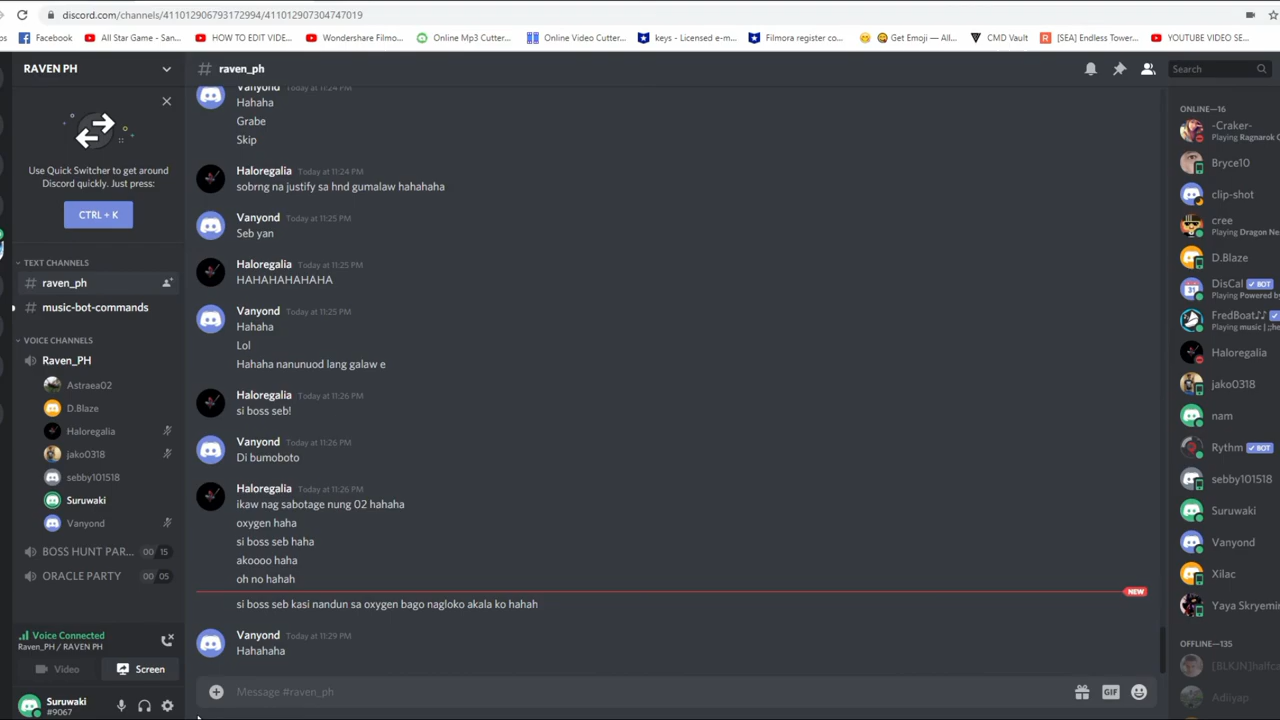 discord.com/channels/411012906793172994/411012907304747019
Facebook
All Star Game - San...
HOW TO EDIT VIDE...
Wondershare Filmo...
Online Mp3 Cutter...
Online Video Cutter...
keys - Licensed e-m...
Filmora register co...
Get Emoji — All...
CMD Vault
[SEA] Endless Tower...
YOUTUBE VIDEO SE...
RAVEN PH
Use Quick Switcher to get around
Discord quickly. Just press:
CTRL + K
TEXT CHANNELS
# raven_ph
# music-bot-commands
VOICE CHANNELS
Raven_PH
Astraea02
D.Blaze
Haloregalia
jako0318
sebby101518
Suruwaki
Vanyond
BOSS HUNT PAR... 00 15
ORACLE PARTY 00 05
Voice Connected
Raven_PH / RAVEN PH
Video
Screen
Suruwaki
#9067
# raven_ph
Search
Vanyond Today at 11:24 PM
Hahaha
Grabe
Skip
Haloregalia Today at 11:24 PM
sobrng na justify sa hnd gumalaw hahahaha
Vanyond Today at 11:25 PM
Seb yan
Haloregalia Today at 11:25 PM
HAHAHAHAHAHA
Vanyond Today at 11:25 PM
Hahaha
Lol
Hahaha nanunuod lang galaw e
Haloregalia Today at 11:26 PM
si boss seb!
Vanyond Today at 11:26 PM
Di bumoboto
Haloregalia Today at 11:26 PM
ikaw nag sabotage nung 02 hahaha
oxygen haha
si boss seb haha
akoooo haha
oh no hahah
NEW
si boss seb kasi nandun sa oxygen bago nagloko akala ko hahah
Vanyond Today at 11:29 PM
Hahahaha
Message #raven_ph
GIF
ONLINE—16
-Craker-
Playing Ragnarok
Bryce10
clip-shot
cree
Playing Dragon Ne
D.Blaze
31
DisCal BOT
Playing Powered by
FredBoat♪♪
Playing music | ;;he
Haloregalia
jako0318
nam
Rythm BOT
sebby101518
Suruwaki
Vanyond
Xilac
Yaya Skryemin
OFFLINE—135
[BLKJN]halfca
Adiiyap